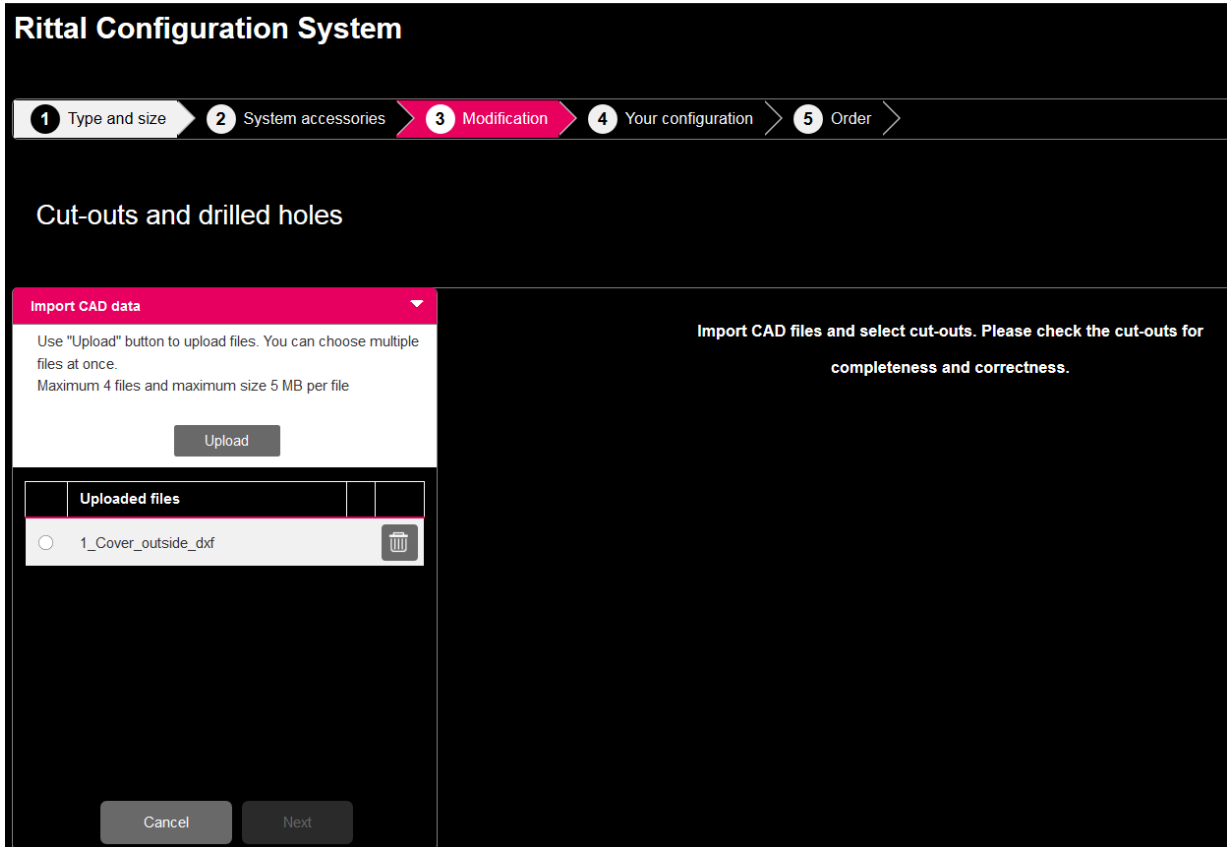 Rittal Configuration System
1 Type and size 2 System accessories 3 Modification 4 Your configuration 5 Order
Cut-outs and drilled holes
Import CAD data
Use "Upload" button to upload files. You can choose multiple
files at once.
Maximum 4 files and maximum size 5 MB per file
Upload
Uploaded files
1_Cover_outside_dxf
Cancel Next
Import CAD files and select cut-outs. Please check the cut-outs for
completeness and correctness.